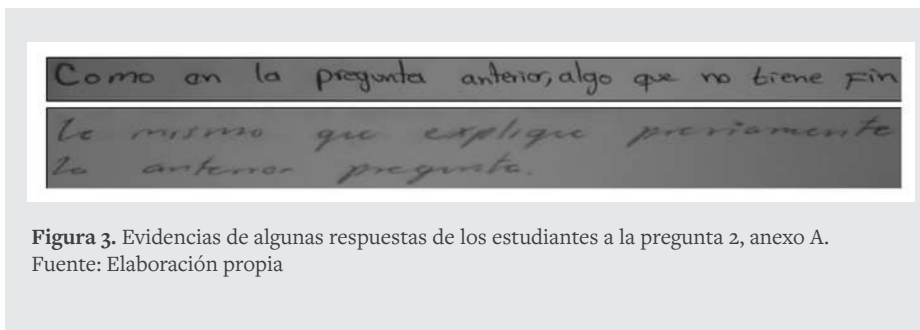 Como en la pregunta anterior, algo que no tiene Fin
lo mismo que explique previamente
la anterior pregunta.
Figura 3. Evidencias de algunas respuestas de los estudiantes a la pregunta 2, anexo A.
Fuente: Elaboración propia